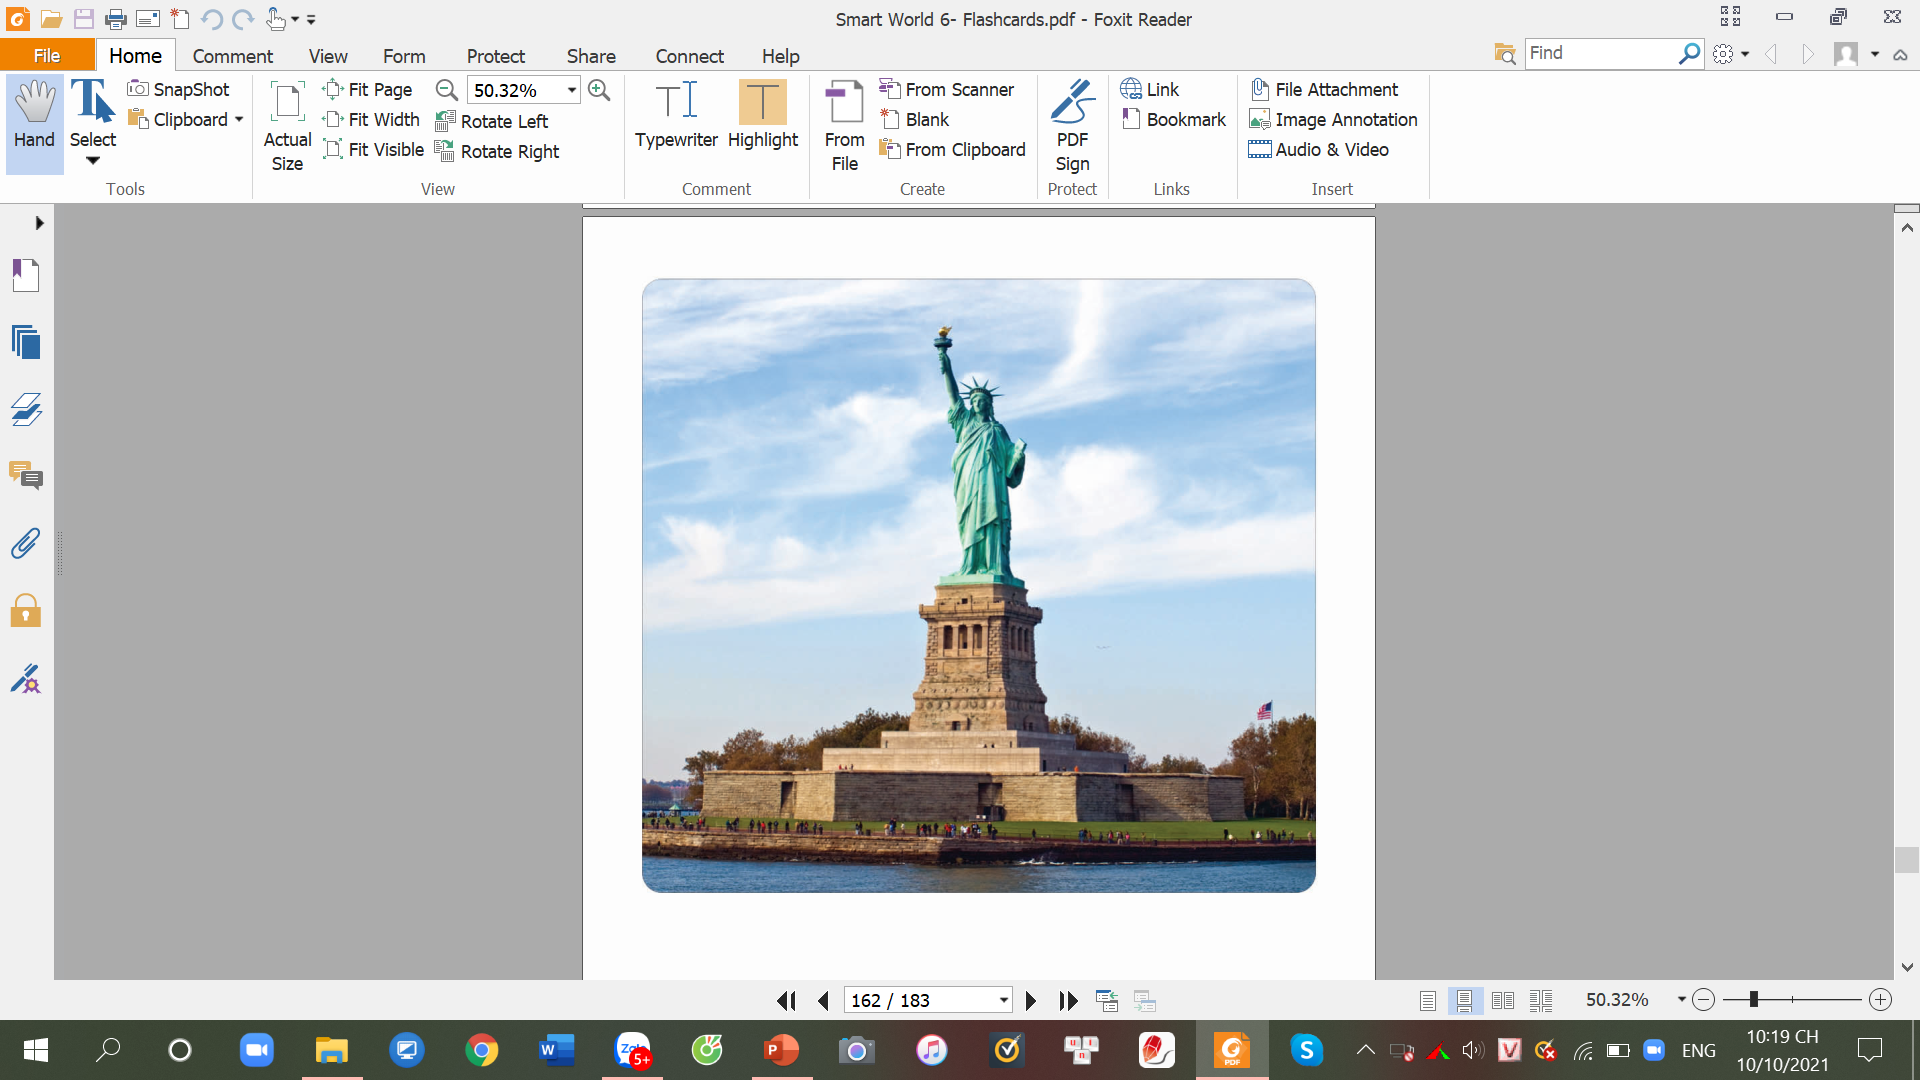 Smart World 6- Flashcards.pdf - Foxit Reader
File Home Comment View Form Protect Share Connect Help Find
Hand
Select
SnapShot
Clipboard
Tools
Actual Size
Fit Page
Fit Width
Fit Visible
50.32%
Rotate Left
Rotate Right
View
Typewriter
Highlight
Comment
From File
From Scanner
Blank
From Clipboard
Create
PDF Sign
Protect
Link
Bookmark
Links
File Attachment
Image Annotation
Audio & Video
Insert
162 / 183
50.32%
Zalo
5+
PDF
ENG
10:19 CH
10/10/2021